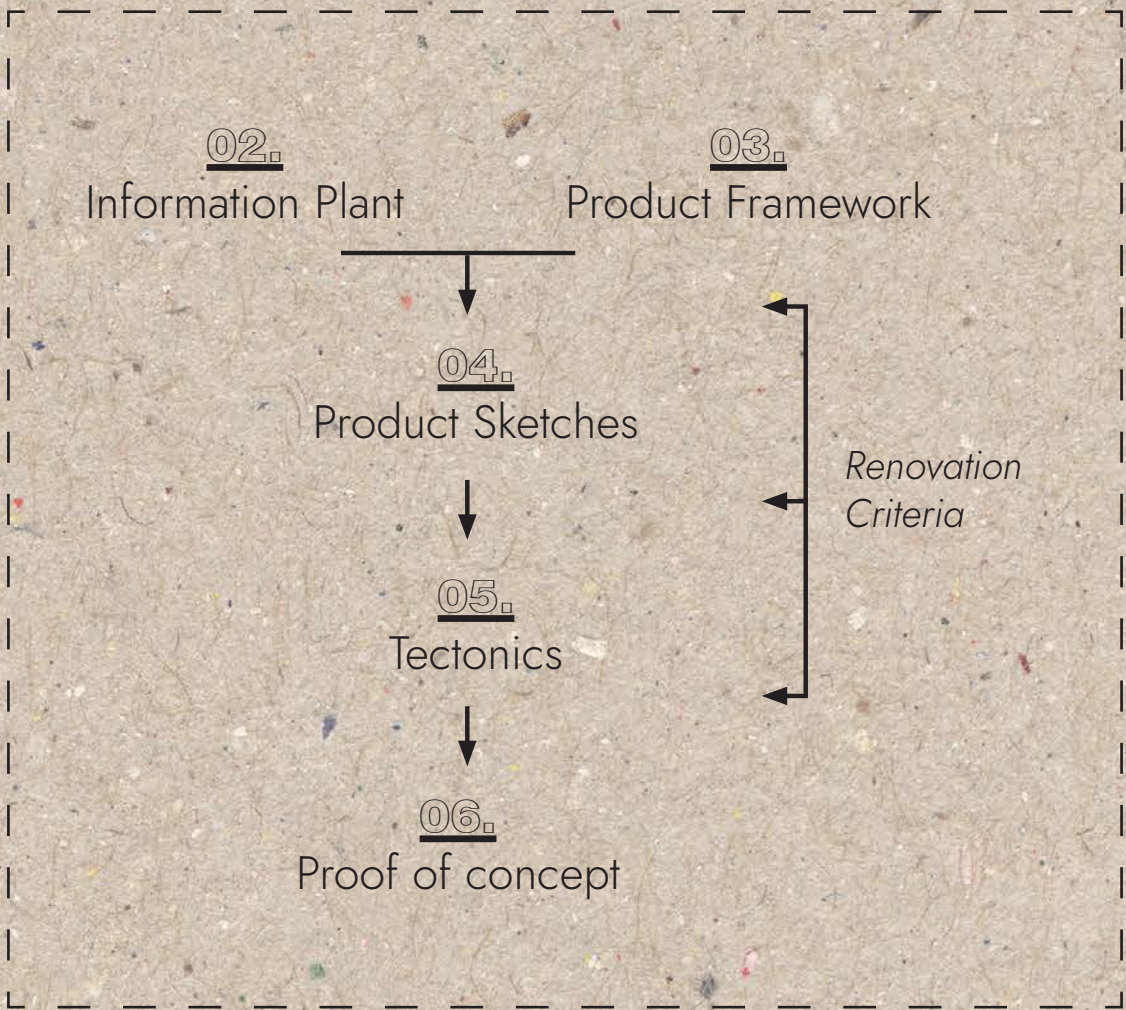 02.
03.
Information Plant
Product Framework
04.
Product Sketches
Renovation
Criteria
05.
Tectonics
06.
Proof of concept